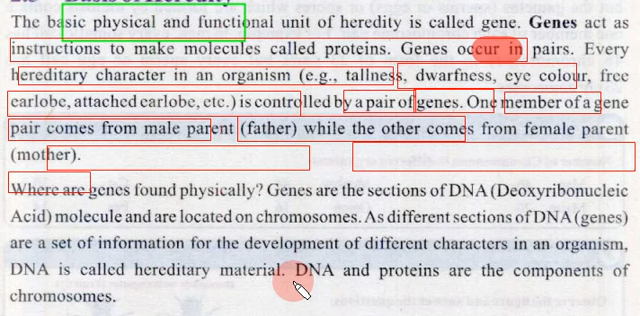 The basic physical and functional unit of heredity is called gene. Genes act as
instructions to make molecules called proteins. Genes occur in pairs. Every
hereditary character in an organism (e.g., tallness, dwarfness, eye colour, free
earlobe, attached earlobe, etc.) is controlled by a pair of genes. One member of a gene
pair comes from male parent (father) while the other comes from female parent
(mother).
Where are genes found physically? Genes are the sections of DNA (Deoxyribonucleic
Acid) molecule and are located on chromosomes. As different sections of DNA (genes)
are a set of information for the development of different characters in an organism,
DNA is called hereditary material. DNA and proteins are the components of
chromosomes.